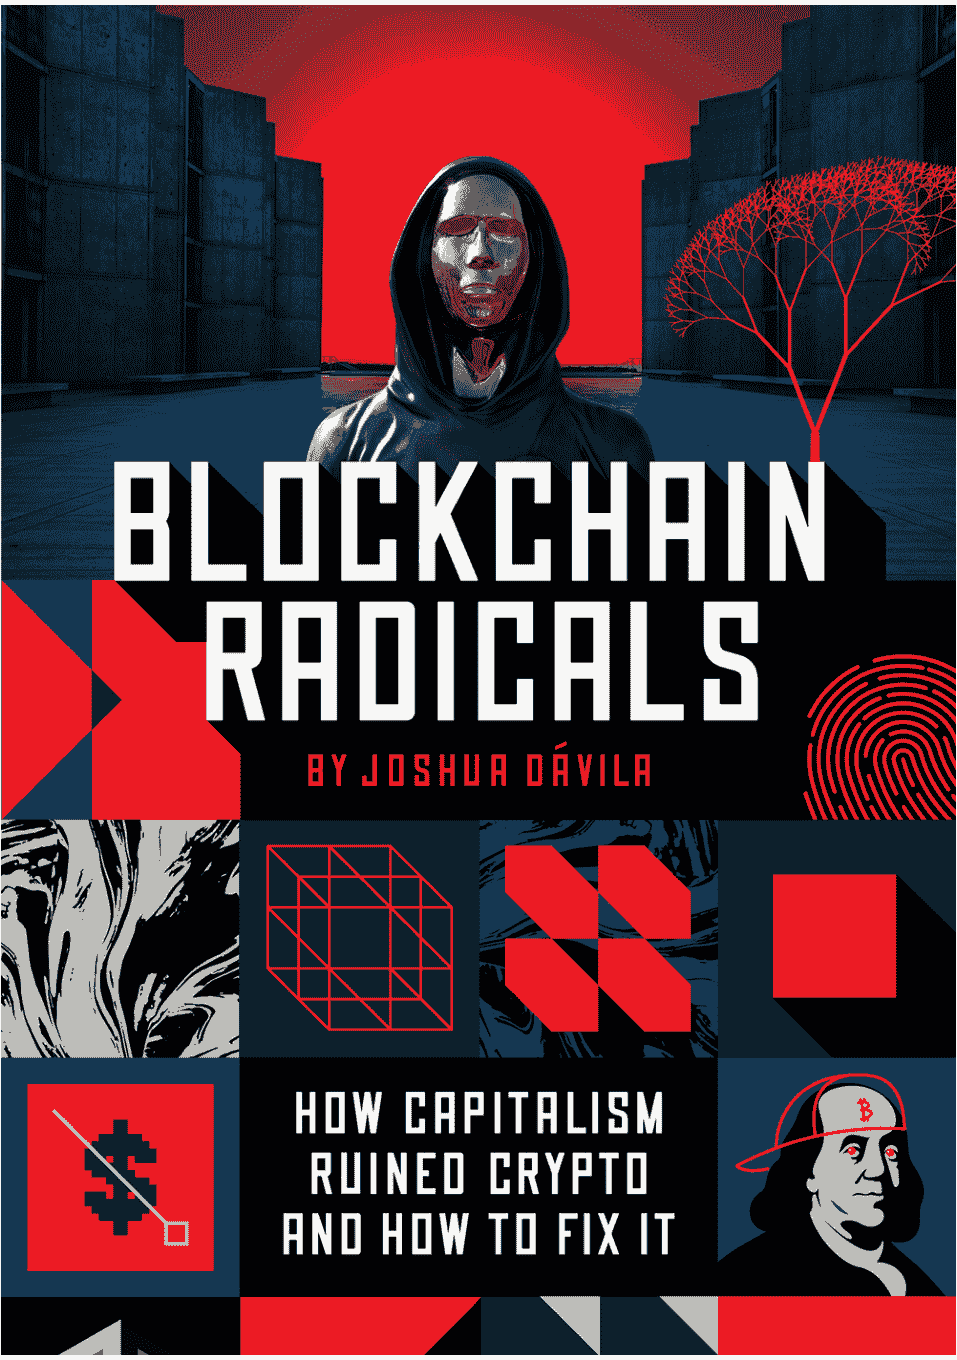 BLOCKCHAIN
RADICALS
BY JOSHUA DÁVILA
$
₿
HOW CAPITALISM
RUINED CRYPTO
AND HOW TO FIX IT